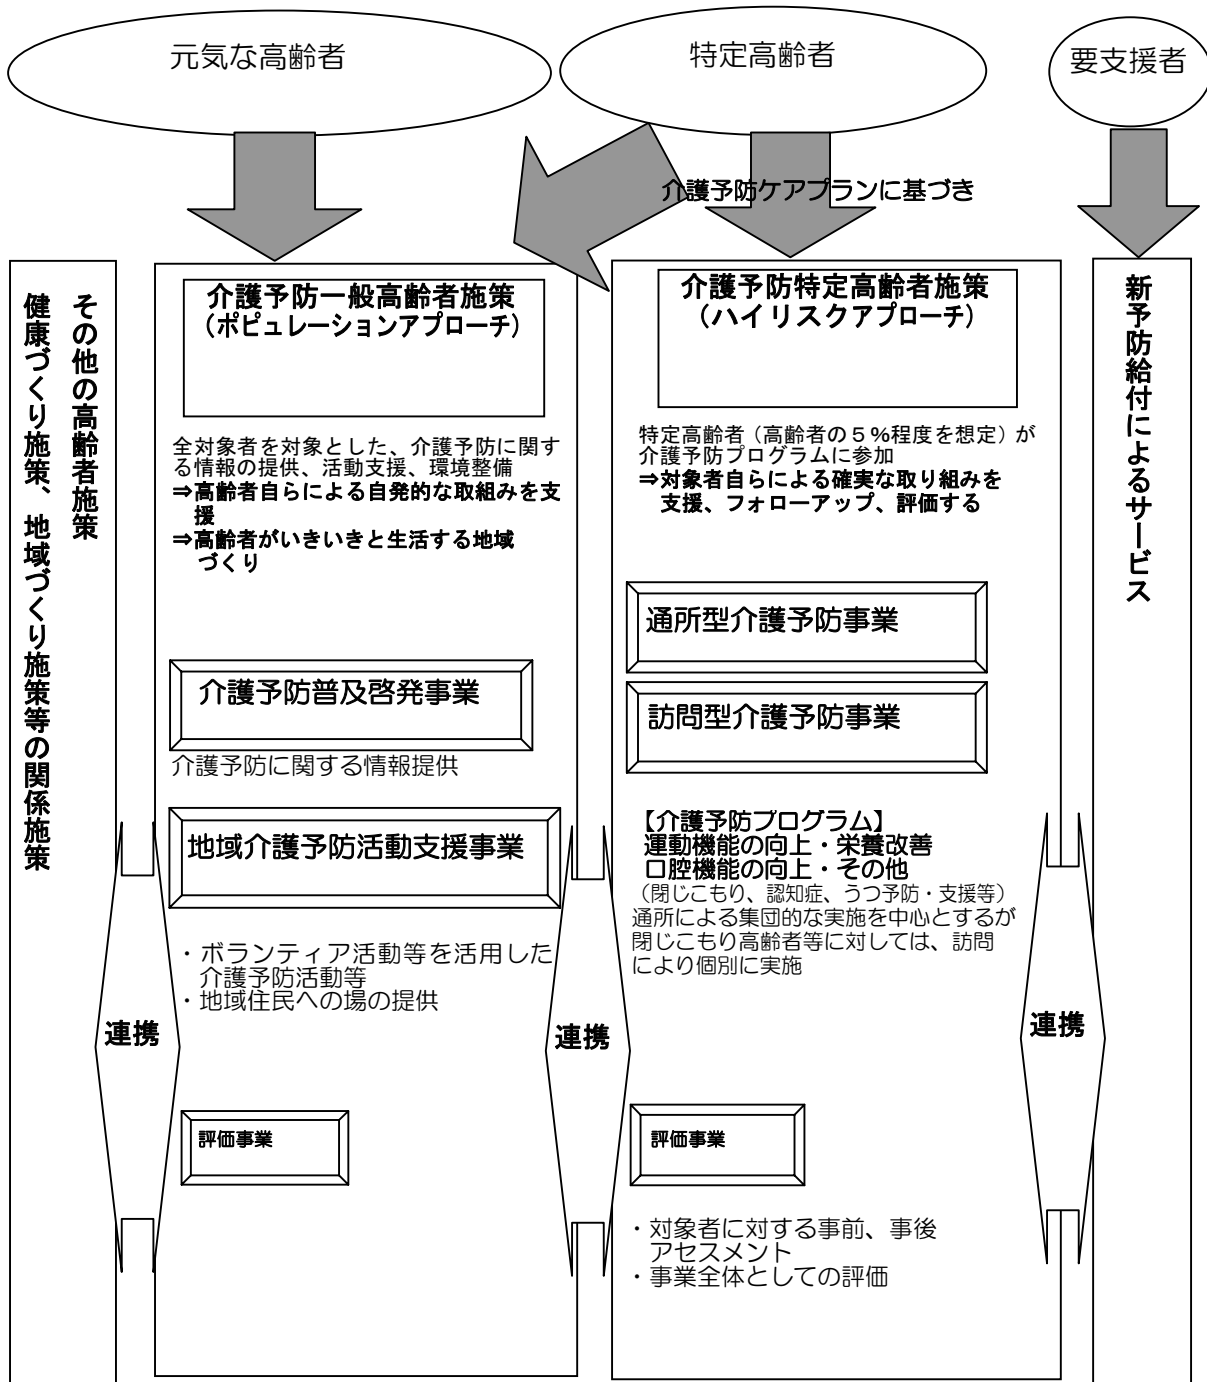 元気な高齢者
特定高齢者
要支援者
介護予防ケアプランに基づき
その他の高齢者施策
健康づくり施策、地域づくり施策等の関係施策
介護予防一般高齢者施策
（ポピュレーションアプローチ）
全対象者を対象とした、介護予防に関す
る情報の提供、活動支援、環境整備
⇒高齢者自らによる自発的な取組みを支
援
⇒高齢者がいきいきと生活する地域
づくり
介護予防普及啓発事業
介護予防に関する情報提供
地域介護予防活動支援事業
・ボランティア活動等を活用した
介護予防活動等
・地域住民への場の提供
連携
評価事業
介護予防特定高齢者施策
（ハイリスクアプローチ）
特定高齢者（高齢者の５％程度を想定）が
介護予防プログラムに参加
⇒対象者自らによる確実な取り組みを
支援、フォローアップ、評価する
通所型介護予防事業
訪問型介護予防事業
【介護予防プログラム】
運動機能の向上・栄養改善
口腔機能の向上・その他
（閉じこもり、認知症、うつ予防・支援等）
通所による集団的な実施を中心とするが
閉じこもり高齢者等に対しては、訪問
により個別に実施
連携
評価事業
・対象者に対する事前、事後
アセスメント
・事業全体としての評価
連携
新予防給付によるサービス